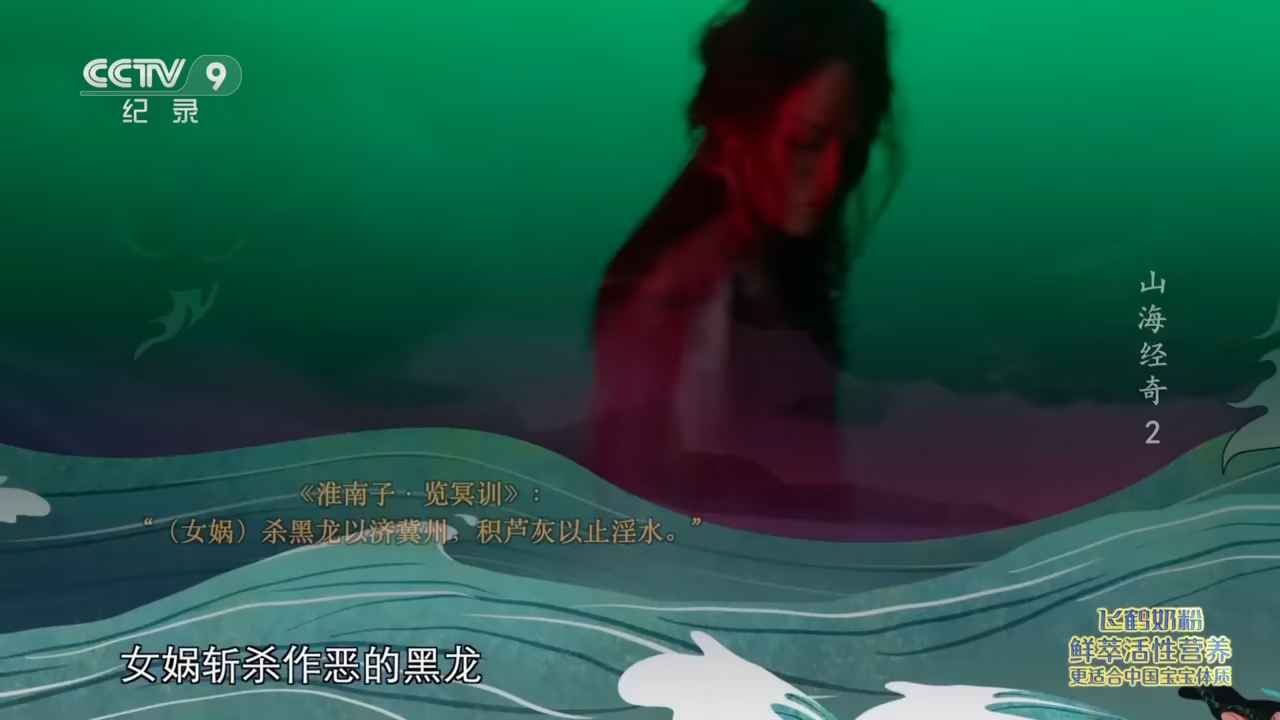 CCTV 9
纪 录
山海经奇2
《淮南子·览冥训》:
“（女娲）杀黑龙以济冀州，积芦灰以止淫水。”
女娲斩杀作恶的黑龙
飞鹤奶粉
鲜萃活性营养
更适合中国宝宝体质